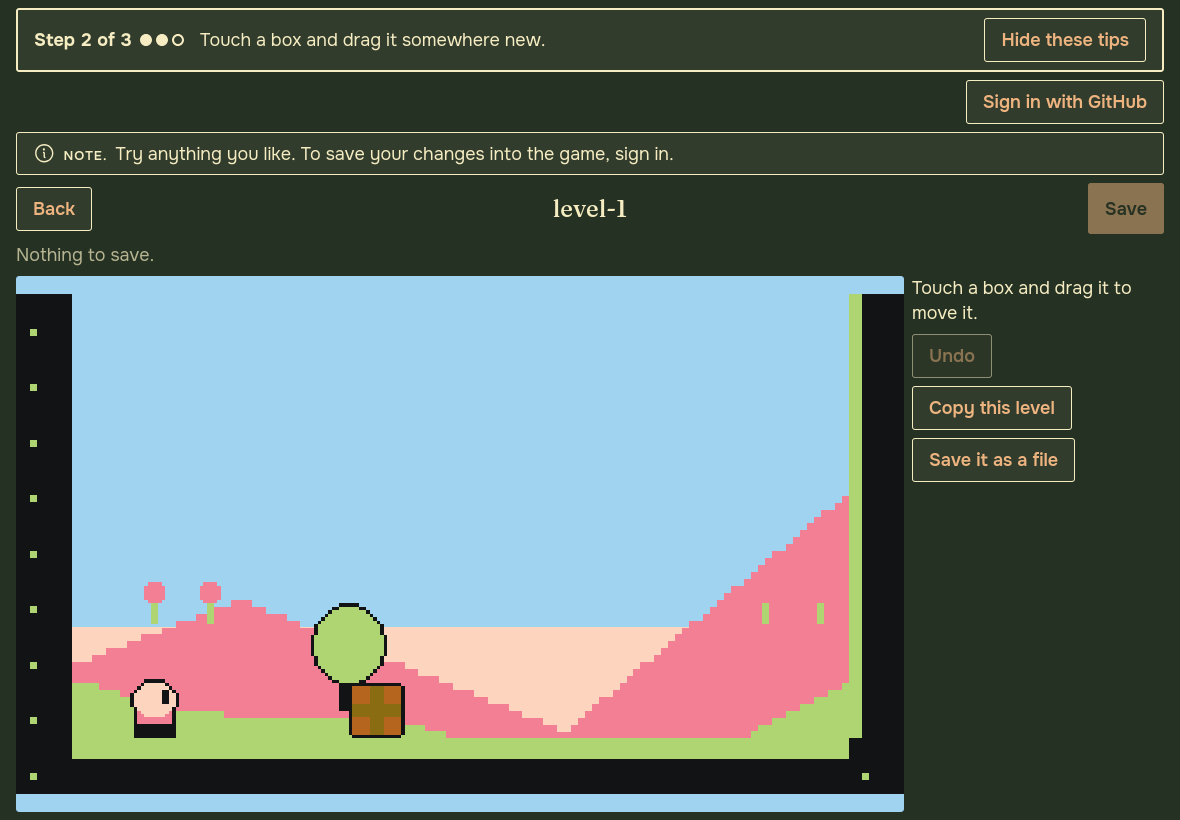 Step 2 of 3 Touch a box and drag it somewhere new. Hide these tips
Sign in with GitHub
NOTE. Try anything you like. To save your changes into the game, sign in.
Back level-1 Save
Nothing to save.
Touch a box and drag it to
move it.
Undo
Copy this level
Save it as a file